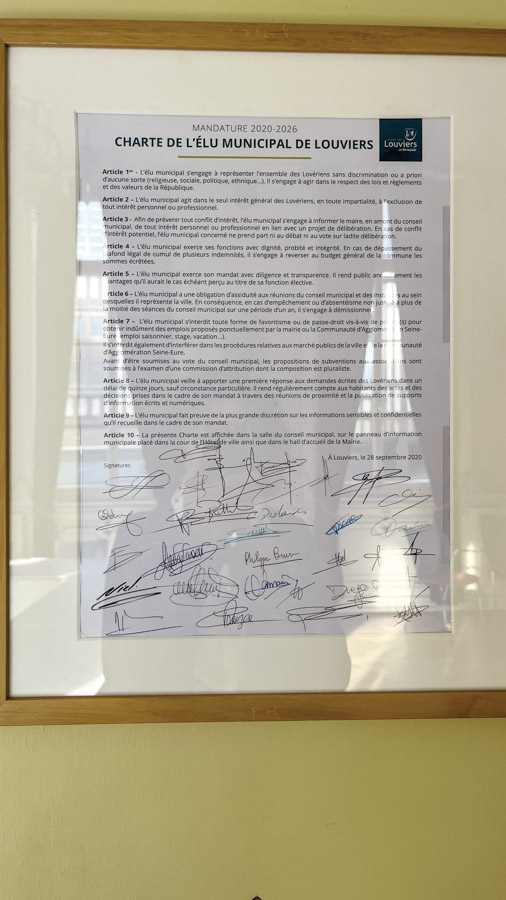 MANDATURE 2020-2026
CHARTE DE L'ÉLU MUNICIPAL DE LOUVIERS
Louviers
Article 1er - L'élu municipal s'engage à représenter l'ensemble des Lovériens sans discrimination ou a priori
d'aucune sorte (religieuse, sociale, politique, ethnique...). Il s'engage à agir dans le respect des lois et règlements
et des valeurs de la République.
Article 2 – L'élu municipal agit dans le seul intérêt général des Lovériens, en toute impartialité, à l'exclusion de
tout intérêt personnel ou professionnel.
Article 3 – Afin de prévenir tout conflit d'intérêt, l'élu municipal s'engage à informer le maire, en amont du conseil
municipal, de tout intérêt personnel ou professionnel en lien avec un projet de délibération. En cas de conflit
d'intérêt potentiel, l'élu municipal concerné ne prend part ni au débat ni au vote sur ladite délibération.
Article 4 – L'élu municipal exerce ses fonctions avec dignité, probité et intégrité. En cas de dépassement du
plafond légal de cumul de plusieurs indemnités, il s'engage à reverser au budget général de la commune les
sommes écrêtées.
Article 5 – L'élu municipal exerce son mandat avec diligence et transparence. Il rend public les
avantages qu'il aurait le cas échéant perçu au titre de sa fonction élective.
Article 6 – L'élu municipal a une obligation d'assiduité aux réunions du conseil municipal et des instances au sein
desquelles il représente la ville. En conséquence, en cas d'empêchement ou d'absentéisme non à plus de
la moitié des séances du conseil municipal sur une période d'un an, il s'engage à démissionner.
Article 7 – L'élu municipal s'interdit toute forme de favoritisme ou de passe-droit vis-à-vis de pour
obtenir indûment des emplois proposés ponctuellement par la mairie ou la Communauté d'Agglomération Seine-
Eure (emploi saisonnier, stage, vacation...).
Il s'interdit également d'interférer dans les procédures relatives aux marché publics de la ville et de la Communauté
d'Agglomération Seine-Eure.
Avant d'être soumises au vote du conseil municipal, les propositions de subventions aux associations sont
soumises à l'examen d'une commission d'attribution dont la composition est pluraliste.
Article 8 – L'élu municipal veille à apporter une première réponse aux demandes écrites des Lovériens dans un
délai de quinze jours, sauf circonstance particulière. Il rend régulièrement compte aux habitants des actes et des
décisions prises dans le cadre de son mandat à travers des réunions de proximité et la publication de supports
d'information écrits et numériques.
Article 9 – L'élu municipal fait preuve de la plus grande discrétion sur les informations sensibles et confidentielles
qu'il recueille dans le cadre de son mandat.
Article 10 – La présente Charte est affichée dans la salle du conseil municipal, sur le panneau d'information
municipale placé dans la cour de l'Hôtel de ville ainsi que dans le hall d'accueil de la Mairie.
À Louviers, le 28 septembre 2020
Signatures